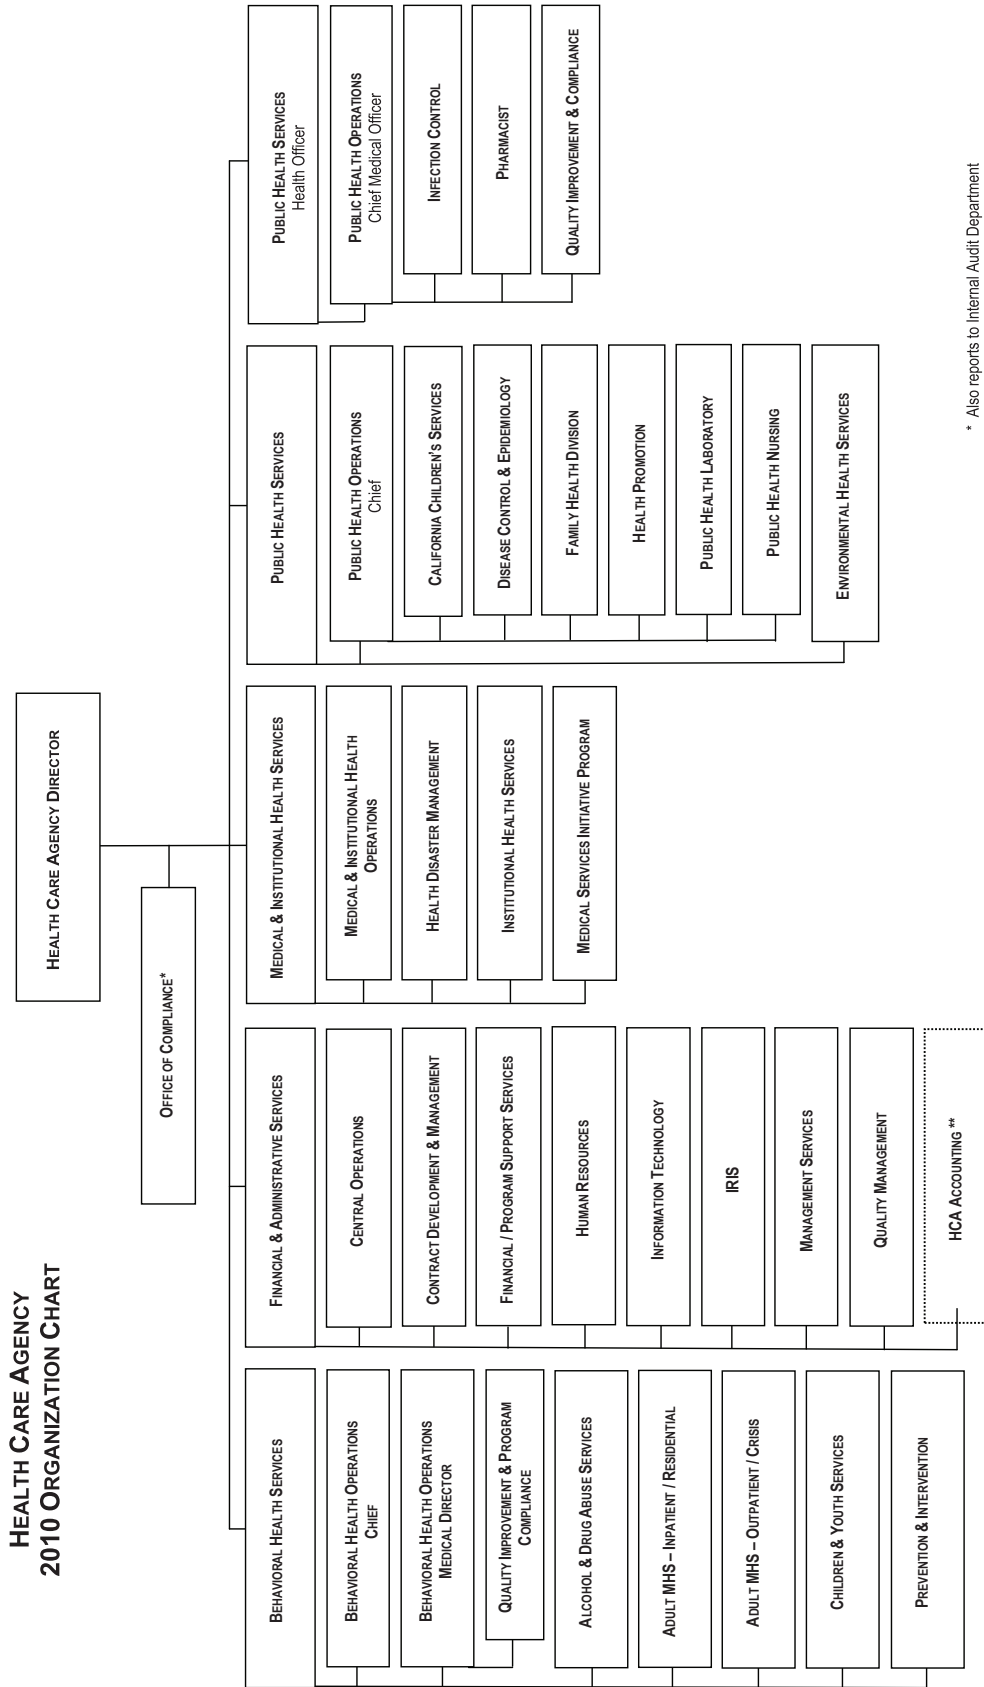 HEALTH CARE AGENCY
2010 ORGANIZATION CHART
HEALTH CARE AGENCY DIRECTOR
OFFICE OF COMPLIANCE*
BEHAVIORAL HEALTH SERVICES
BEHAVIORAL HEALTH OPERATIONS
CHIEF
BEHAVIORAL HEALTH OPERATIONS
MEDICAL DIRECTOR
QUALITY IMPROVEMENT & PROGRAM
COMPLIANCE
ALCOHOL & DRUG ABUSE SERVICES
ADULT MHS – INPATIENT / RESIDENTIAL
ADULT MHS – OUTPATIENT / CRISIS
CHILDREN & YOUTH SERVICES
PREVENTION & INTERVENTION
FINANCIAL & ADMINISTRATIVE SERVICES
CENTRAL OPERATIONS
CONTRACT DEVELOPMENT & MANAGEMENT
FINANCIAL / PROGRAM SUPPORT SERVICES
HUMAN RESOURCES
INFORMATION TECHNOLOGY
IRIS
MANAGEMENT SERVICES
QUALITY MANAGEMENT
HCA ACCOUNTING **
MEDICAL & INSTITUTIONAL HEALTH SERVICES
MEDICAL & INSTITUTIONAL HEALTH
OPERATIONS
HEALTH DISASTER MANAGEMENT
INSTITUTIONAL HEALTH SERVICES
MEDICAL SERVICES INITIATIVE PROGRAM
PUBLIC HEALTH SERVICES
PUBLIC HEALTH OPERATIONS
Chief
CALIFORNIA CHILDREN'S SERVICES
DISEASE CONTROL & EPIDEMIOLOGY
FAMILY HEALTH DIVISION
HEALTH PROMOTION
PUBLIC HEALTH LABORATORY
PUBLIC HEALTH NURSING
ENVIRONMENTAL HEALTH SERVICES
PUBLIC HEALTH SERVICES
Health Officer
PUBLIC HEALTH OPERATIONS
Chief Medical Officer
INFECTION CONTROL
PHARMACIST
QUALITY IMPROVEMENT & COMPLIANCE
* Also reports to Internal Audit Department